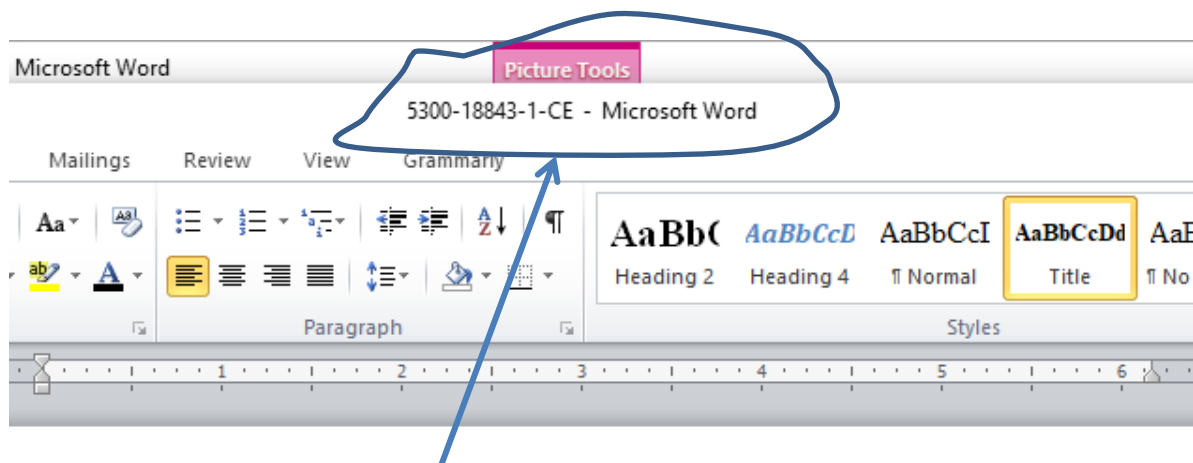 Microsoft Word Picture Tools
5300-18843-1-CE - Microsoft Word
Mailings Review View Grammarly
Aa AaBb( AaBbCcD AaBbCcI AaBbCcDd AaB
Heading 2 Heading 4 ¶ Normal Title ¶ No
Paragraph Styles
1 2 3 4 5 6